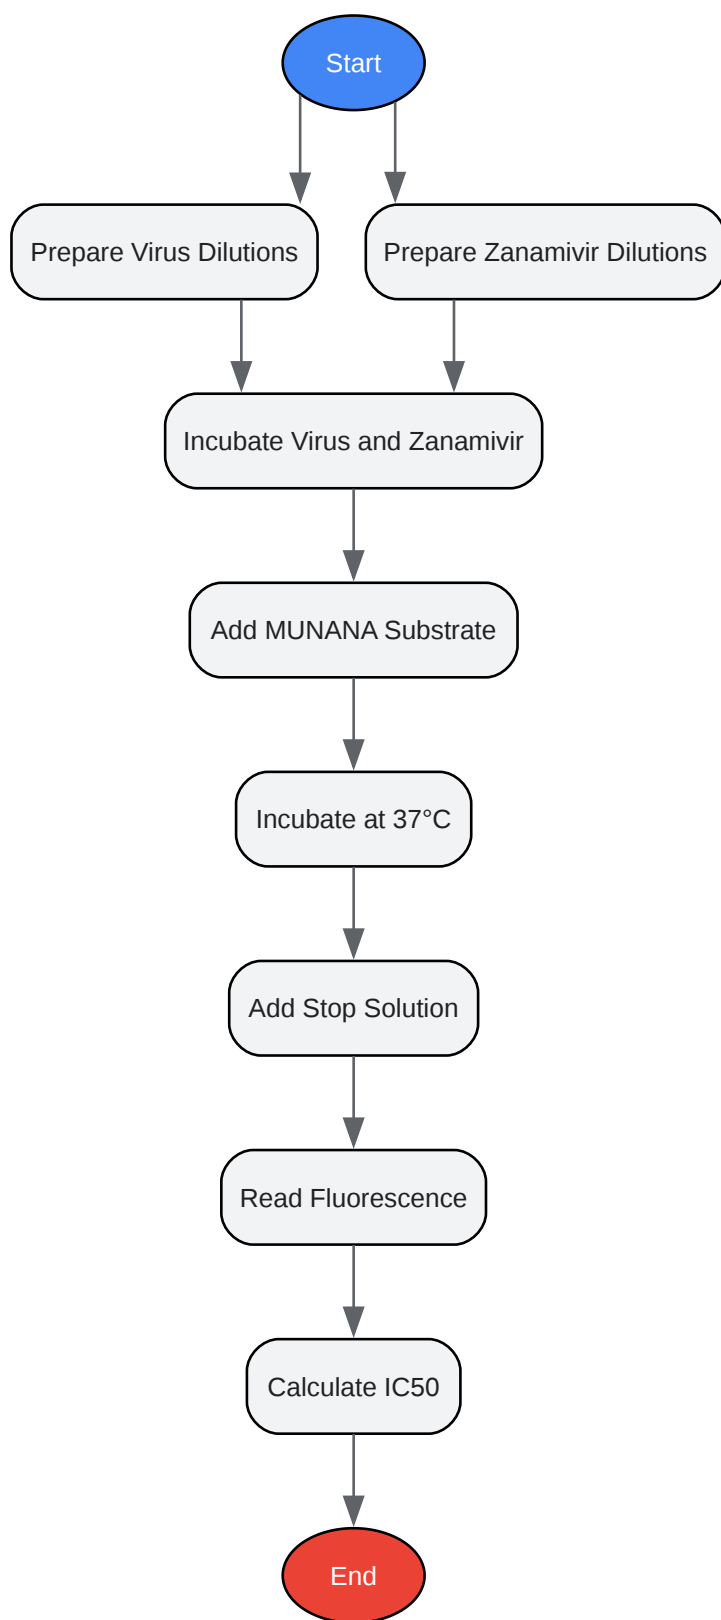 Start
Prepare Virus Dilutions
Prepare Zanamivir Dilutions
Incubate Virus and Zanamivir
Add MUNANA Substrate
Incubate at 37°C
Add Stop Solution
Read Fluorescence
Calculate IC50
End